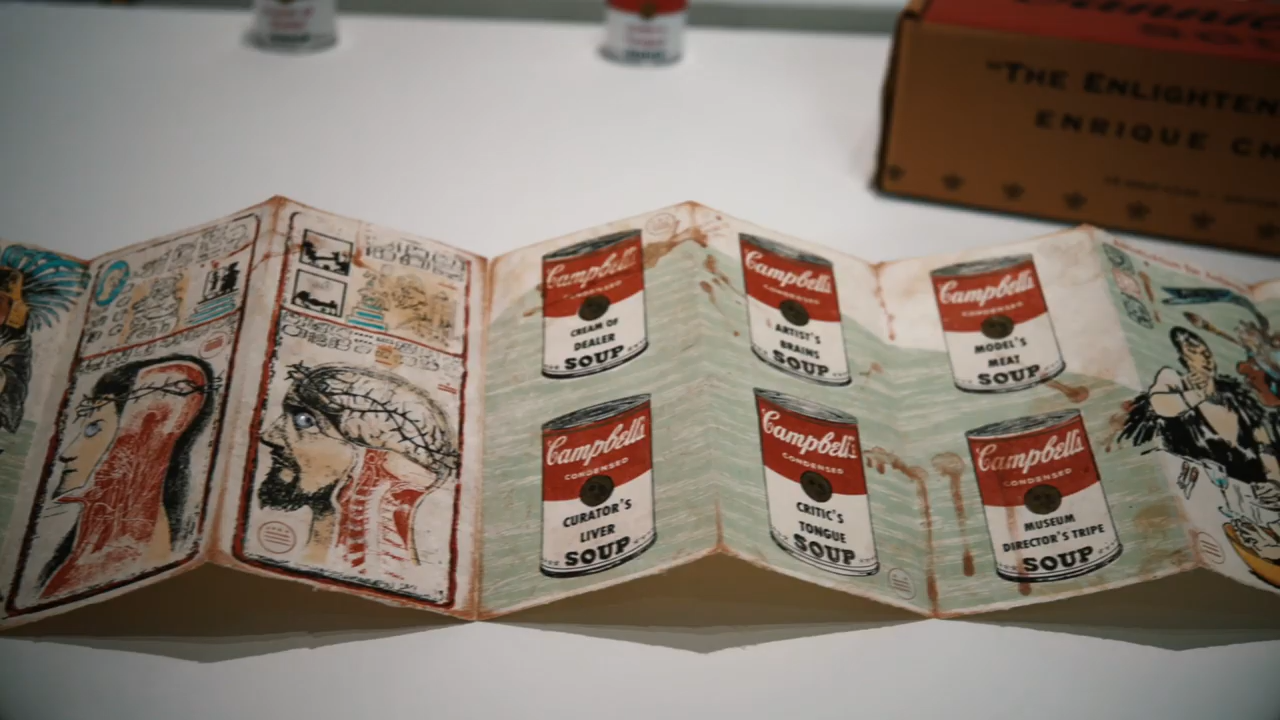 "THE ENLIGHTEN
ENRIQUE CH
Campbell's
CONDENSED
CREAM OF
DEALER
SOUP
Campbell's
CONDENSED
ARTIST'S
BRAINS
SOUP
Campbell's
CONDENSED
MODEL'S
MEAT
SOUP
Campbell's
CONDENSED
CURATOR'S
LIVER
SOUP
Campbell's
CONDENSED
CRITIC'S
TONGUE
SOUP
Campbell's
CONDENSED
MUSEUM
DIRECTOR'S TRIPE
SOUP